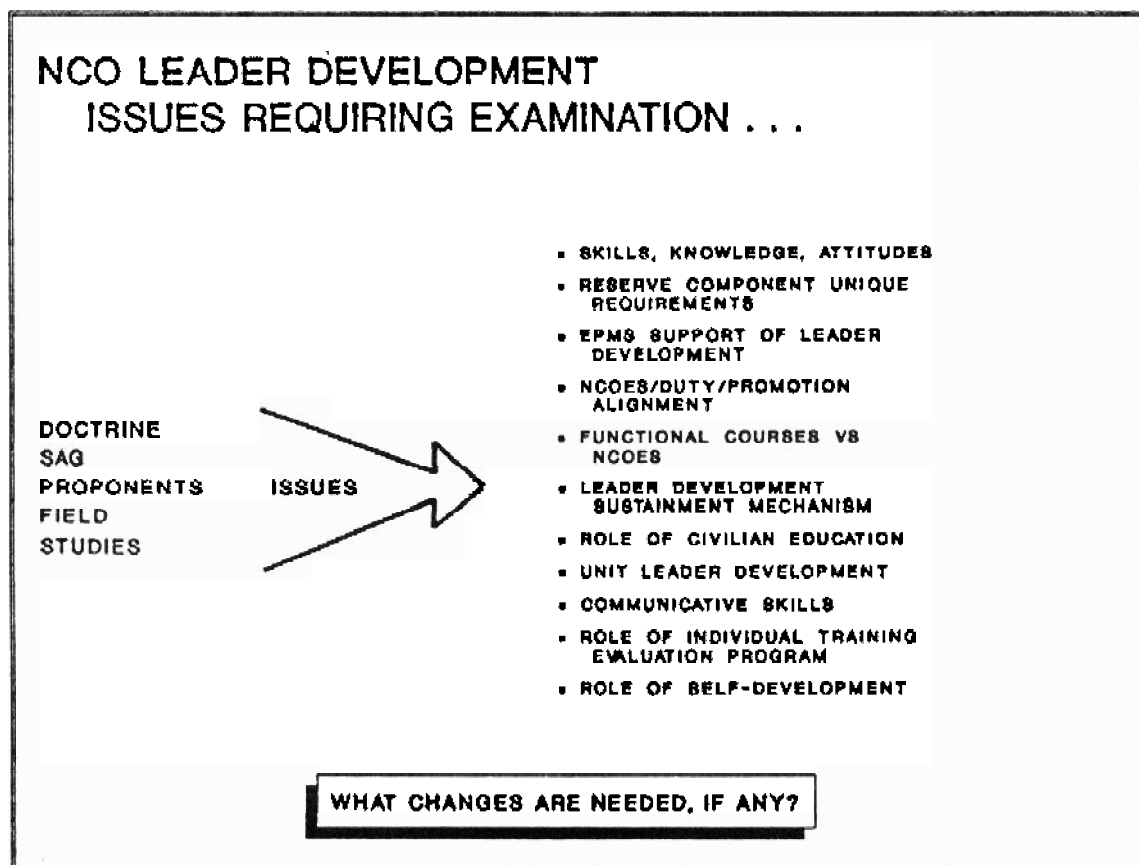 NCO LEADER DEVELOPMENT
ISSUES REQUIRING EXAMINATION . . .
DOCTRINE
SAG
PROPONENTS ISSUES
FIELD
STUDIES
▪ SKILLS, KNOWLEDGE, ATTITUDES
▪ RESERVE COMPONENT UNIQUE
REQUIREMENTS
▪ EPMS SUPPORT OF LEADER
DEVELOPMENT
▪ NCOES/DUTY/PROMOTION
ALIGNMENT
▪ FUNCTIONAL COURSES VS
NCOES
▪ LEADER DEVELOPMENT
SUSTAINMENT MECHANISM
▪ ROLE OF CIVILIAN EDUCATION
▪ UNIT LEADER DEVELOPMENT
▪ COMMUNICATIVE SKILLS
▪ ROLE OF INDIVIDUAL TRAINING
EVALUATION PROGRAM
▪ ROLE OF SELF-DEVELOPMENT
WHAT CHANGES ARE NEEDED, IF ANY?